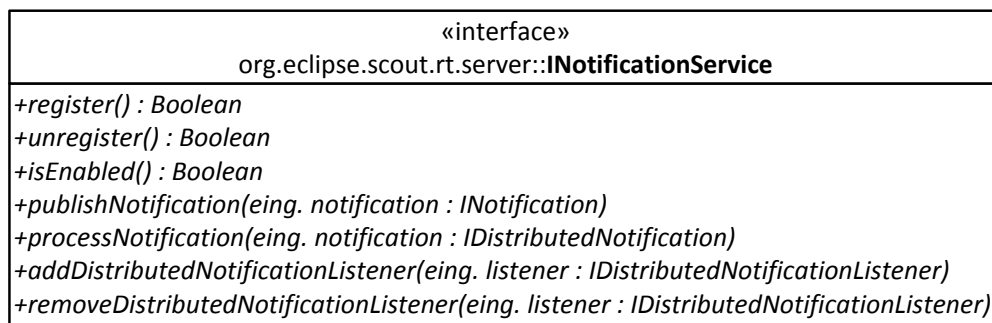 «interface»
org.eclipse.scout.rt.server::INotificationService
+register() : Boolean
+unregister() : Boolean
+isEnabled() : Boolean
+publishNotification(eing. notification : INotification)
+processNotification(eing. notification : IDistributedNotification)
+addDistributedNotificationListener(eing. listener : IDistributedNotificationListener)
+removeDistributedNotificationListener(eing. listener : IDistributedNotificationListener)